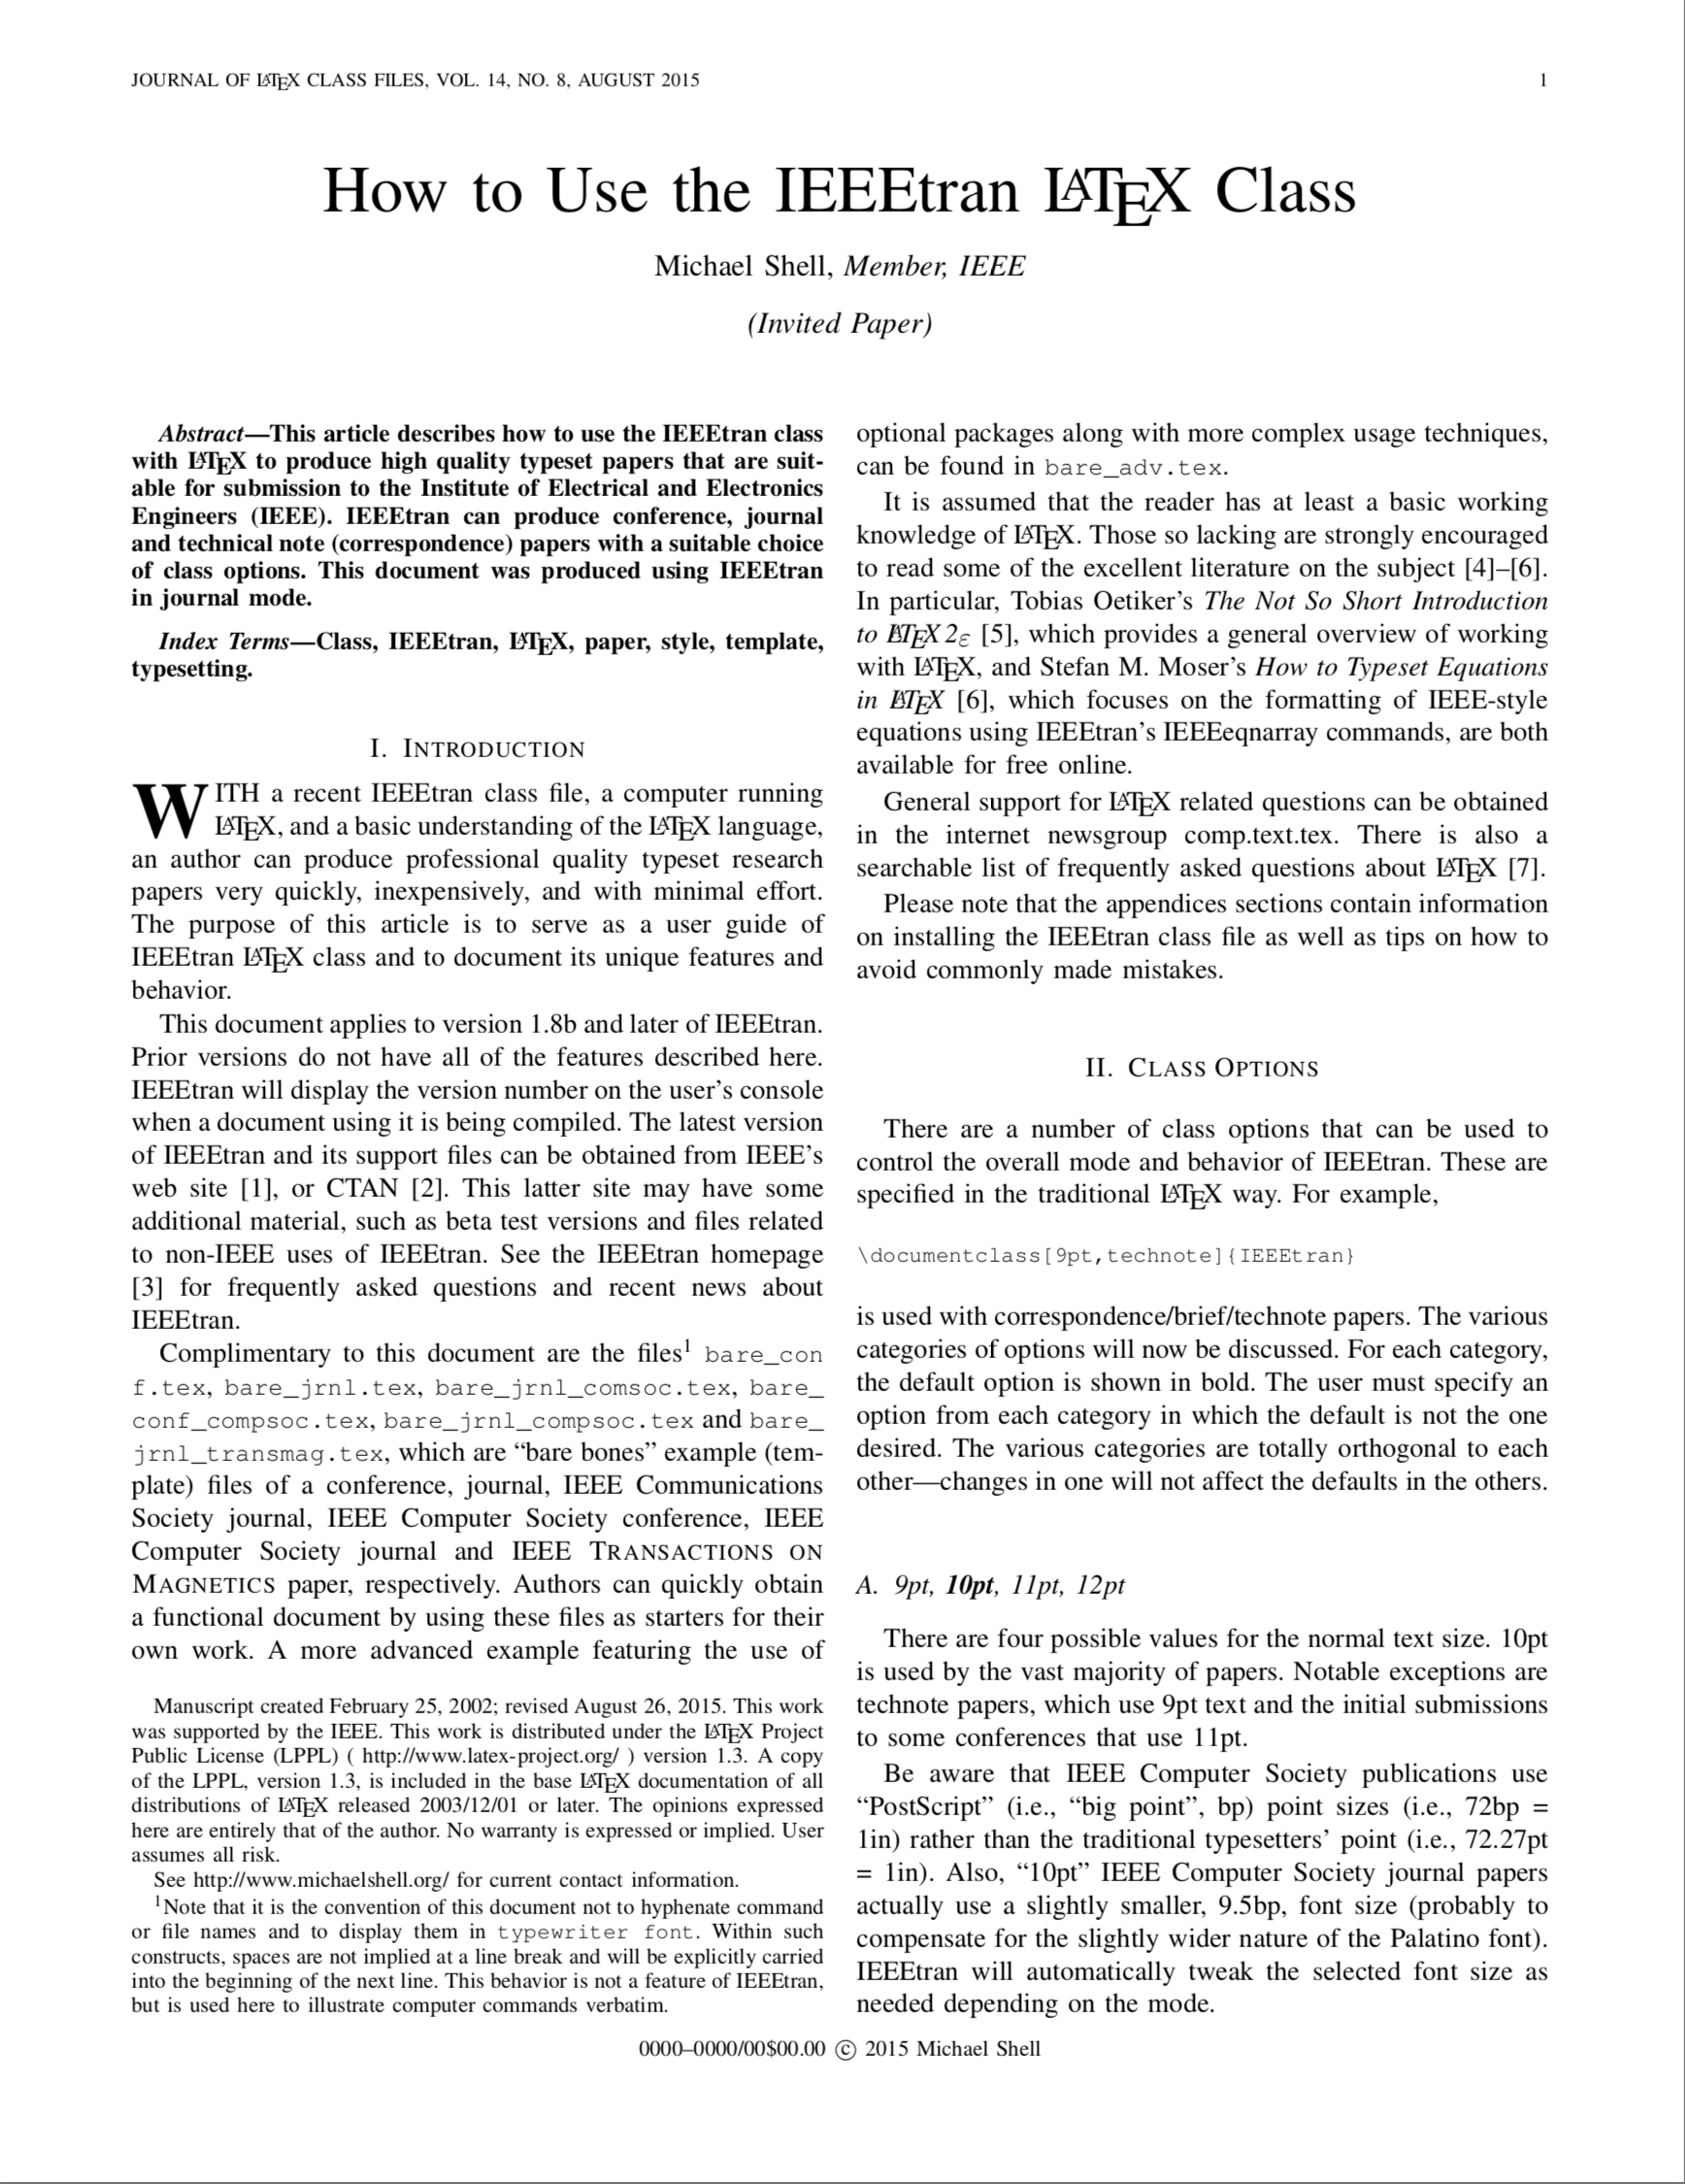 JOURNAL OF LATEX CLASS FILES, VOL. 14, NO. 8, AUGUST 2015 1
How to Use the IEEEtran LATEX Class
Michael Shell, Member, IEEE
(Invited Paper)
Abstract—This article describes how to use the IEEEtran class
with LATEX to produce high quality typeset papers that are suit-
able for submission to the Institute of Electrical and Electronics
Engineers (IEEE). IEEEtran can produce conference, journal
and technical note (correspondence) papers with a suitable choice
of class options. This document was produced using IEEEtran
in journal mode.
Index Terms—Class, IEEEtran, LATEX, paper, style, template,
typesetting.
I. INTRODUCTION
WITH a recent IEEEtran class file, a computer running
LATEX, and a basic understanding of the LATEX language,
an author can produce professional quality typeset research
papers very quickly, inexpensively, and with minimal effort.
The purpose of this article is to serve as a user guide of
IEEEtran LATEX class and to document its unique features and
behavior.
This document applies to version 1.8b and later of IEEEtran.
Prior versions do not have all of the features described here.
IEEEtran will display the version number on the user's console
when a document using it is being compiled. The latest version
of IEEEtran and its support files can be obtained from IEEE's
web site [1], or CTAN [2]. This latter site may have some
additional material, such as beta test versions and files related
to non-IEEE uses of IEEEtran. See the IEEEtran homepage
[3] for frequently asked questions and recent news about
IEEEtran.
Complimentary to this document are the files1 bare_con
f.tex, bare_jrnl.tex, bare_jrnl_comsoc.tex, bare_
conf_compsoc.tex, bare_jrnl_compsoc.tex and bare_
jrnl_transmag.tex, which are “bare bones” example (tem-
plate) files of a conference, journal, IEEE Communications
Society journal, IEEE Computer Society conference, IEEE
Computer Society journal and IEEE TRANSACTIONS ON
MAGNETICS paper, respectively. Authors can quickly obtain
a functional document by using these files as starters for their
own work. A more advanced example featuring the use of
Manuscript created February 25, 2002; revised August 26, 2015. This work
was supported by the IEEE. This work is distributed under the LATEX Project
Public License (LPPL) ( http://www.latex-project.org/ ) version 1.3. A copy
of the LPPL, version 1.3, is included in the base LATEX documentation of all
distributions of LATEX released 2003/12/01 or later. The opinions expressed
here are entirely that of the author. No warranty is expressed or implied. User
assumes all risk.
See http://www.michaelshell.org/ for current contact information.
1Note that it is the convention of this document not to hyphenate command
or file names and to display them in typewriter font. Within such
constructs, spaces are not implied at a line break and will be explicitly carried
into the beginning of the next line. This behavior is not a feature of IEEEtran,
but is used here to illustrate computer commands verbatim.
optional packages along with more complex usage techniques,
can be found in bare_adv.tex.
It is assumed that the reader has at least a basic working
knowledge of LATEX. Those so lacking are strongly encouraged
to read some of the excellent literature on the subject [4]–[6].
In particular, Tobias Oetiker's The Not So Short Introduction
to LATEX 2ε [5], which provides a general overview of working
with LATEX, and Stefan M. Moser's How to Typeset Equations
in LATEX [6], which focuses on the formatting of IEEE-style
equations using IEEEtran's IEEEeqnarray commands, are both
available for free online.
General support for LATEX related questions can be obtained
in the internet newsgroup comp.text.tex. There is also a
searchable list of frequently asked questions about LATEX [7].
Please note that the appendices sections contain information
on installing the IEEEtran class file as well as tips on how to
avoid commonly made mistakes.
II. CLASS OPTIONS
There are a number of class options that can be used to
control the overall mode and behavior of IEEEtran. These are
specified in the traditional LATEX way. For example,
\documentclass[9pt,technote]{IEEEtran}
is used with correspondence/brief/technote papers. The various
categories of options will now be discussed. For each category,
the default option is shown in bold. The user must specify an
option from each category in which the default is not the one
desired. The various categories are totally orthogonal to each
other—changes in one will not affect the defaults in the others.
A. 9pt, 10pt, 11pt, 12pt
There are four possible values for the normal text size. 10pt
is used by the vast majority of papers. Notable exceptions are
technote papers, which use 9pt text and the initial submissions
to some conferences that use 11pt.
Be aware that IEEE Computer Society publications use
“PostScript” (i.e., “big point”, bp) point sizes (i.e., 72bp =
1in) rather than the traditional typesetters' point (i.e., 72.27pt
= 1in). Also, “10pt” IEEE Computer Society journal papers
actually use a slightly smaller, 9.5bp, font size (probably to
compensate for the slightly wider nature of the Palatino font).
IEEEtran will automatically tweak the selected font size as
needed depending on the mode.
0000–0000/00$00.00 © 2015 Michael Shell